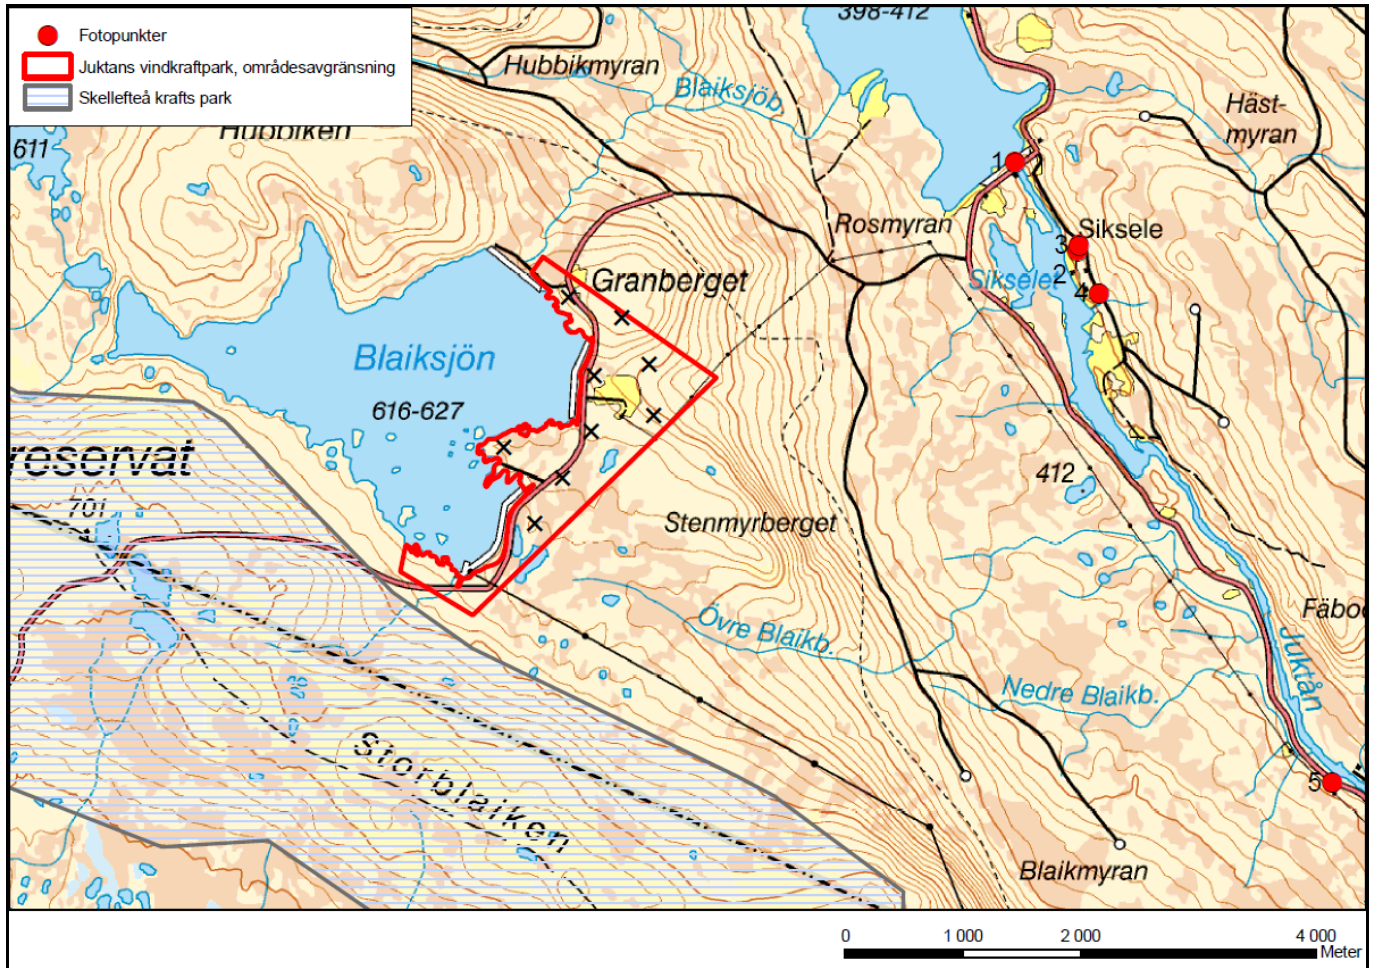 Fotopunkter
Juktans vindkraftpark, områdesavgränsning
Skellefteå krafts park
398-412
Hubbikmyran
Blaiksjöb.
Häst-
myran
Hubbiken
611
1
Rosmyran
3
Siksele
2
Sikselet
4
Granberget
Blaiksjön
616-627
reservat
701
412
Stenmyrberget
Övre Blaikb.
Fäboc
Juktån
Nedre Blaikb.
Storblaiken
5
Blaikmyran
0
1 000
2 000
4 000
Meter